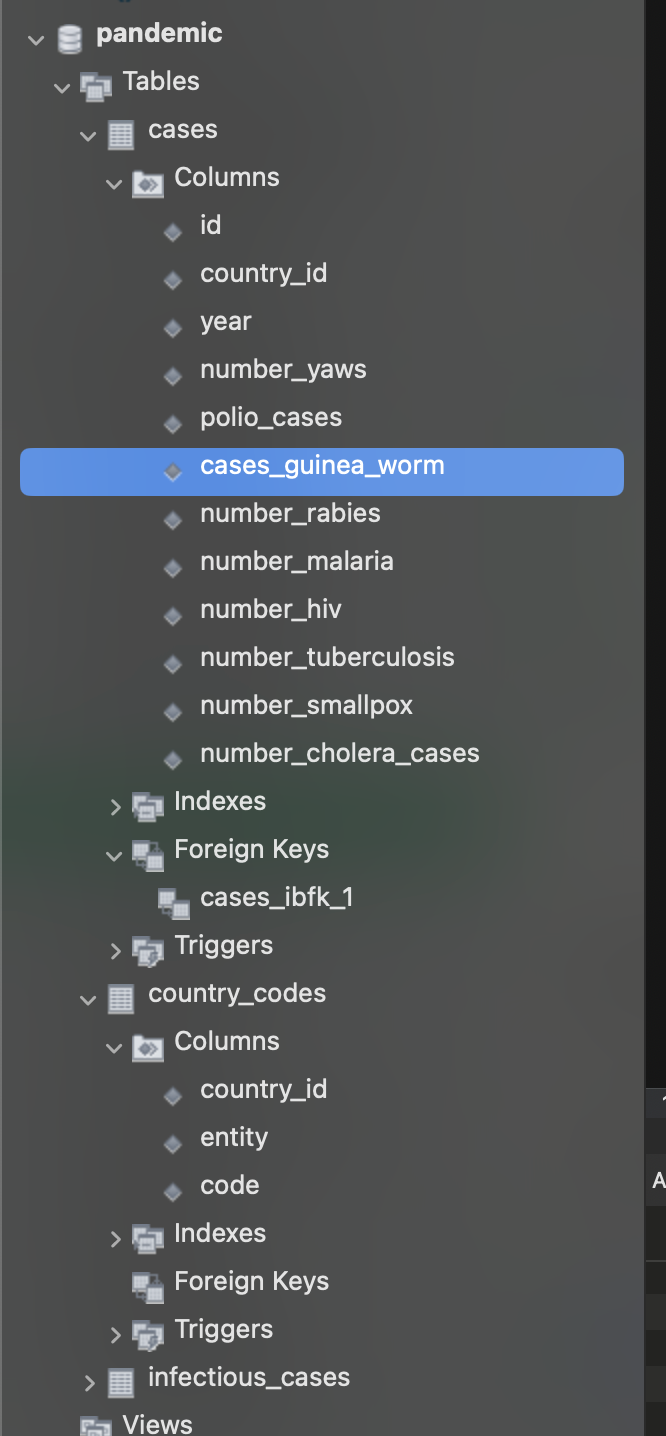 pandemic
Tables
cases
Columns
id
country_id
year
number_yaws
polio_cases
cases_guinea_worm
number_rabies
number_malaria
number_hiv
number_tuberculosis
number_smallpox
number_cholera_cases
Indexes
Foreign Keys
cases_ibfk_1
Triggers
country_codes
Columns
country_id
entity
code
A
Indexes
Foreign Keys
Triggers
infectious_cases
Views